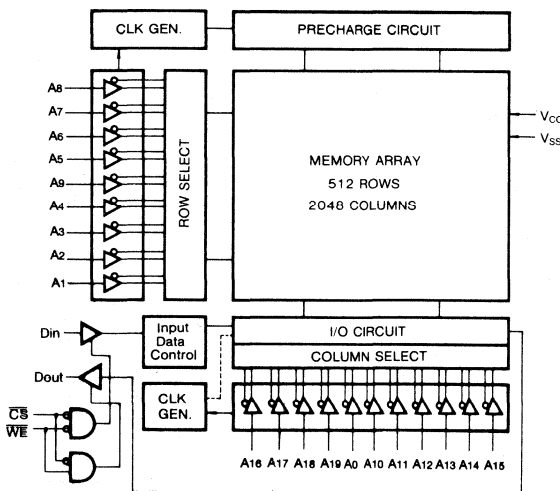 CLK GEN.
PRECHARGE CIRCUIT
A8
A7
A6
A5
A9
A4
A3
A2
A1
ROW SELECT
MEMORY ARRAY
512 ROWS
2048 COLUMNS
VCC
VSS
Din
Dout
CS
WE
Input
Data
Control
I/O CIRCUIT
COLUMN SELECT
CLK
GEN.
A16 A17 A18 A19 A0 A10 A11 A12 A13 A14 A15